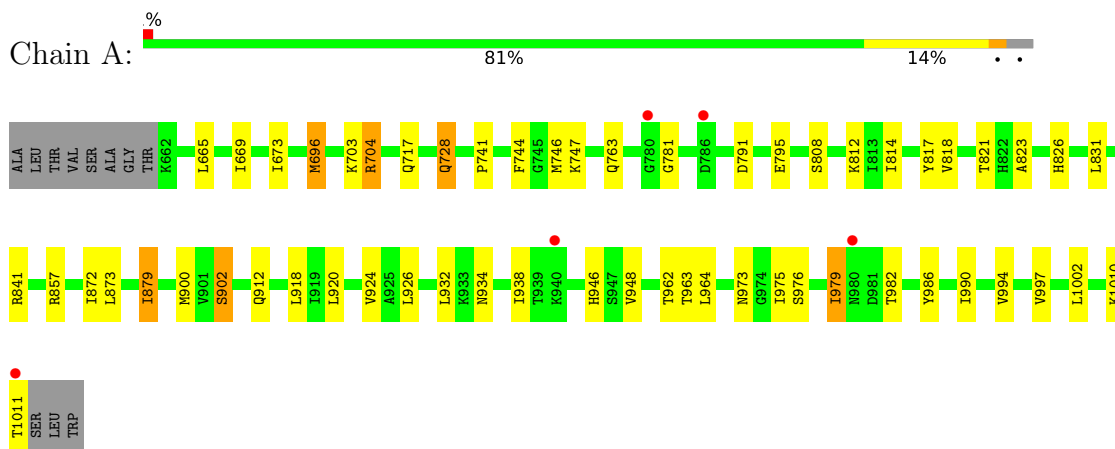 .%
Chain A:
81% 14% . .
ALA LEU THR VAL SER ALA GLY THR K662 L665 I669 I673 M696 K703 R704 Q717 Q728 P741 F744 G745 M746 K747 Q763 G780 G781 D786 D791 E795 S808 K812 I813 I814 Y817 V818 T821 H822 A823 H826 L831
R841 R857 I872 L873 I879 M900 V901 S902 Q912 L918 I919 L920 V924 A925 L926 L932 K933 N934 I938 T939 K940 H946 S947 V948 T962 T963 L964 N973 G974 I975 S976 I979 N980 D981 T982 Y986 I990 V994 V997 L1002 K1010
T1011 SER LEU TRP